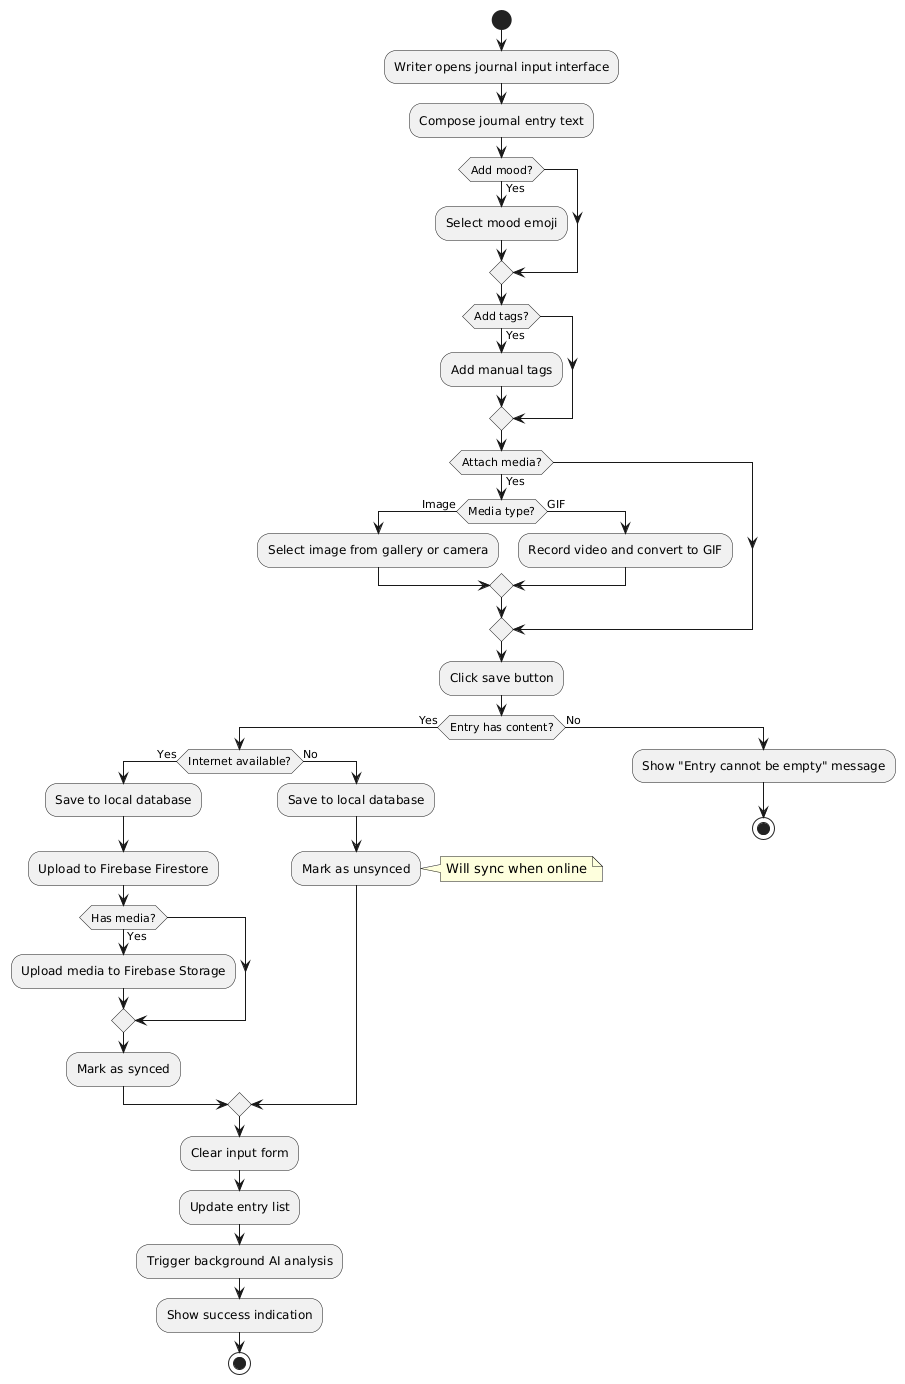 Writer opens journal input interface
Compose journal entry text
Add mood?
Yes
Select mood emoji
Add tags?
Yes
Add manual tags
Attach media?
Yes
Image
Media type?
GIF
Select image from gallery or camera
Record video and convert to GIF
Click save button
Yes
Entry has content?
No
Yes
Internet available?
No
Show "Entry cannot be empty" message
Save to local database
Save to local database
Upload to Firebase Firestore
Mark as unsynced
Will sync when online
Has media?
Yes
Upload media to Firebase Storage
Mark as synced
Clear input form
Update entry list
Trigger background AI analysis
Show success indication